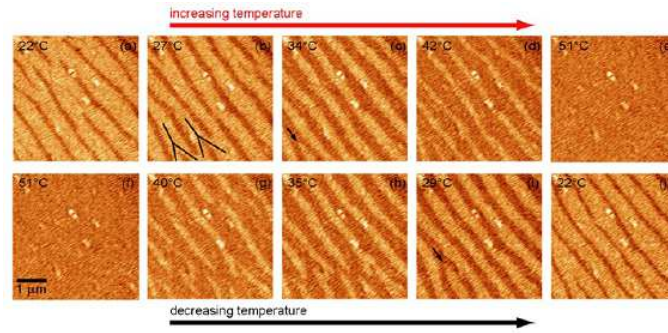 increasing temperature
22°C (a) 27°C (b) 34°C (c) 42°C (d) 51°C (e)
51°C (f) 40°C (g) 35°C (h) 29°C (i) 22°C
1 µm
decreasing temperature